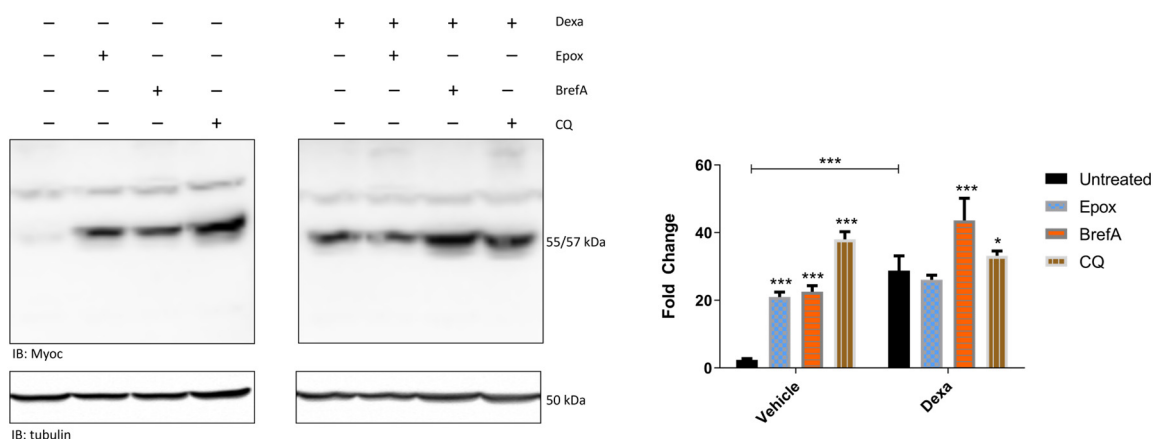 − − − − + + + + Dexa
− + − − − + − − Epox
− − + − − − + − BrefA
− − − + − − − + CQ
55/57 kDa
IB: Myoc
50 kDa
IB: tubulin
***
60
40
20
0
Fold Change
*** *** ***
*** *
Vehicle
Dexa
Untreated
Epox
BrefA
CQ